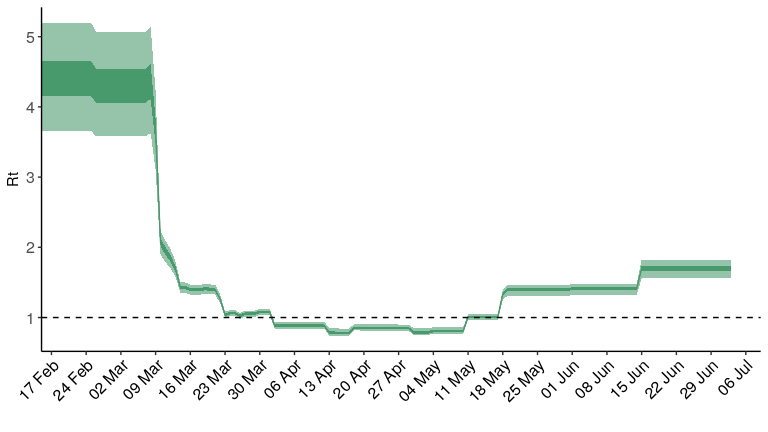 Rt
5
4
3
2
1
17 Feb
24 Feb
02 Mar
09 Mar
16 Mar
23 Mar
30 Mar
06 Apr
13 Apr
20 Apr
27 Apr
04 May
11 May
18 May
25 May
01 Jun
08 Jun
15 Jun
22 Jun
29 Jun
06 Jul